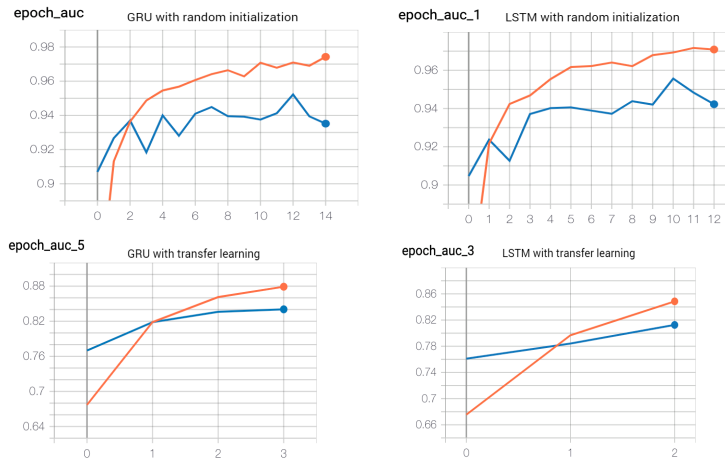 epoch_auc
GRU with random initialization
0.98
0.96
0.94
0.92
0.9
0 2 4 6 8 10 12 14
epoch_auc_1
LSTM with random initialization
0.96
0.94
0.92
0.9
0 1 2 3 4 5 6 7 8 9 10 11 12
epoch_auc_5
GRU with transfer learning
0.88
0.82
0.76
0.7
0.64
0 1 2 3
epoch_auc_3
LSTM with transfer learning
0.86
0.82
0.78
0.74
0.66
0 1 2